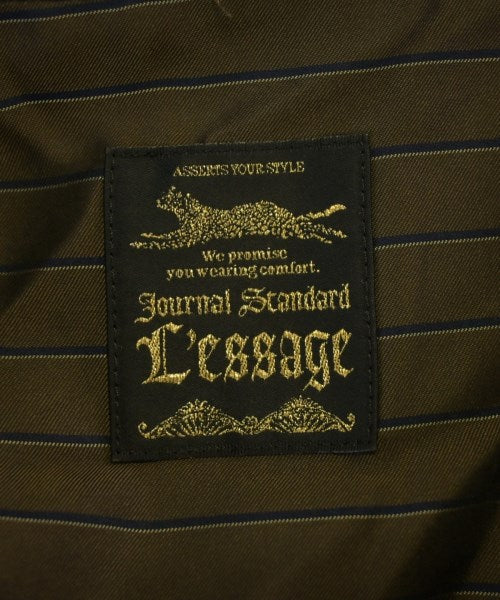 ASSERTS YOUR STYLE
We promise
you wearing comfort.
Journal Standard
L'essage